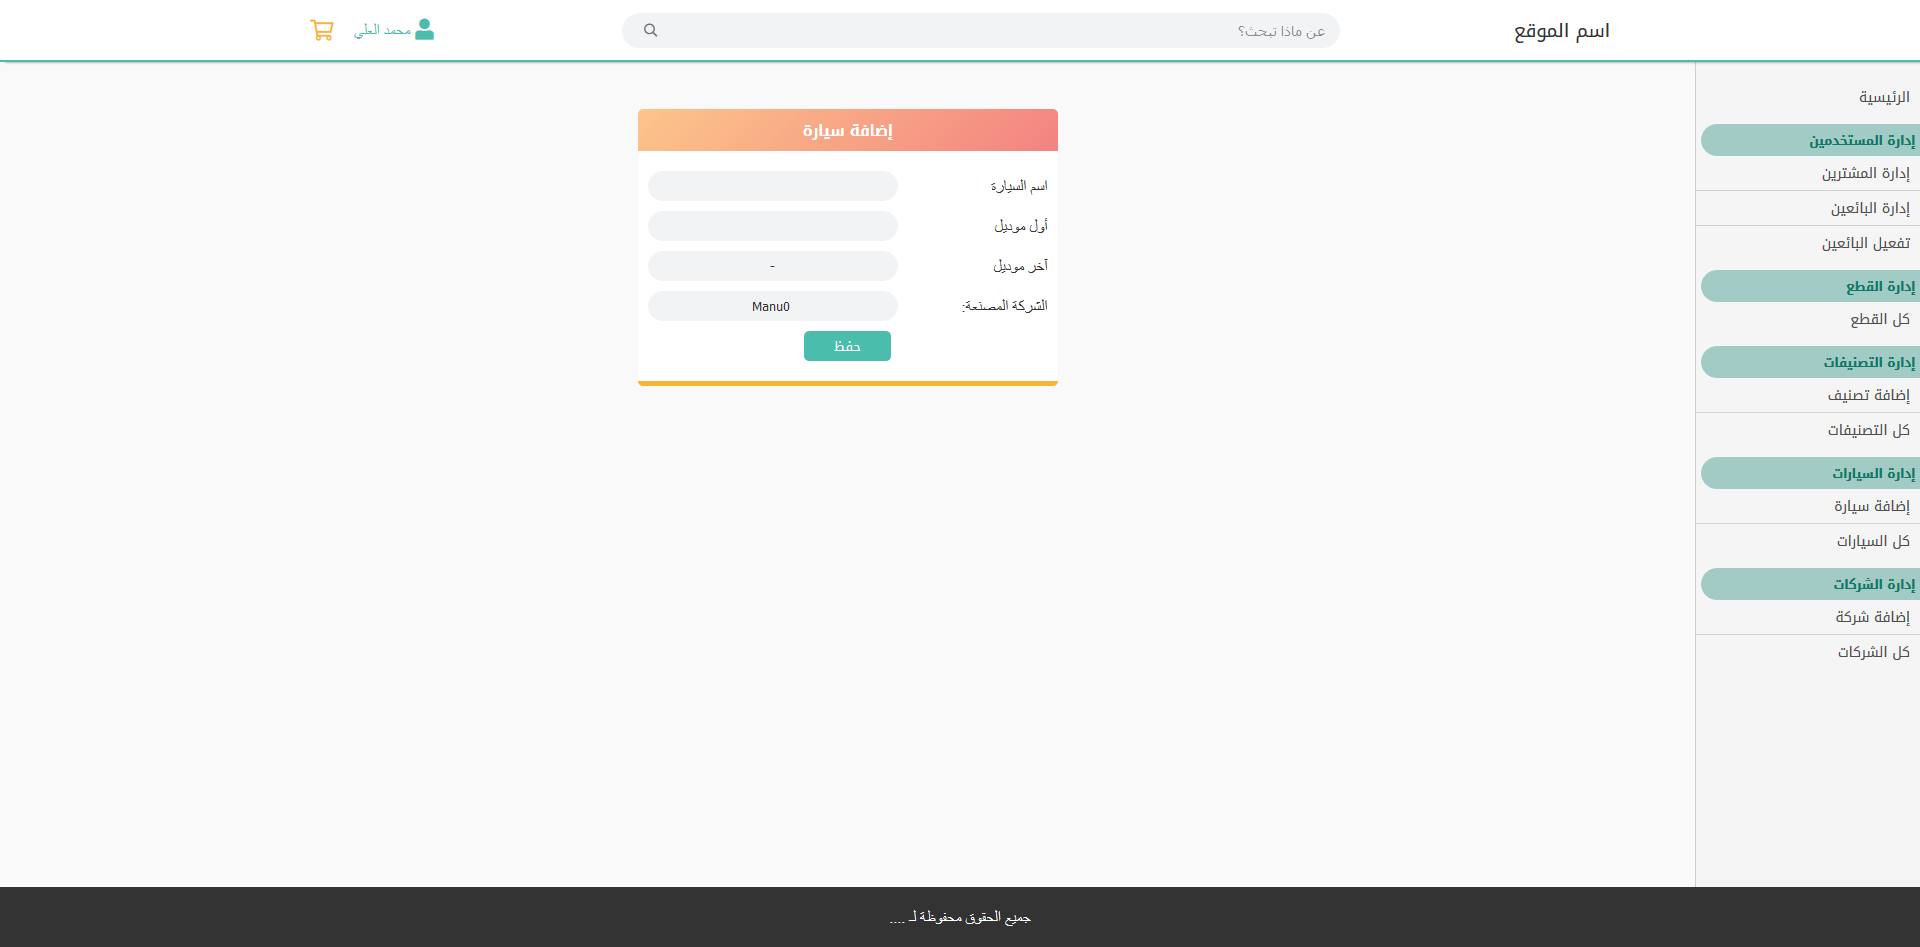 اسم الموقع
عن ماذا تبحث؟
محمد العلي
الرئيسية
إدارة المستخدمين
إدارة المشترين
إدارة البائعين
تفعيل البائعين
إدارة القطع
كل القطع
إدارة التصنيفات
إضافة تصنيف
كل التصنيفات
إدارة السيارات
إضافة سيارة
كل السيارات
إدارة الشركات
إضافة شركة
كل الشركات
إضافة سيارة
اسم السيارة
أول موديل
آخر موديل -
الشركة المصنعة: Manu0
حفظ
جميع الحقوق محفوظة لـ ....